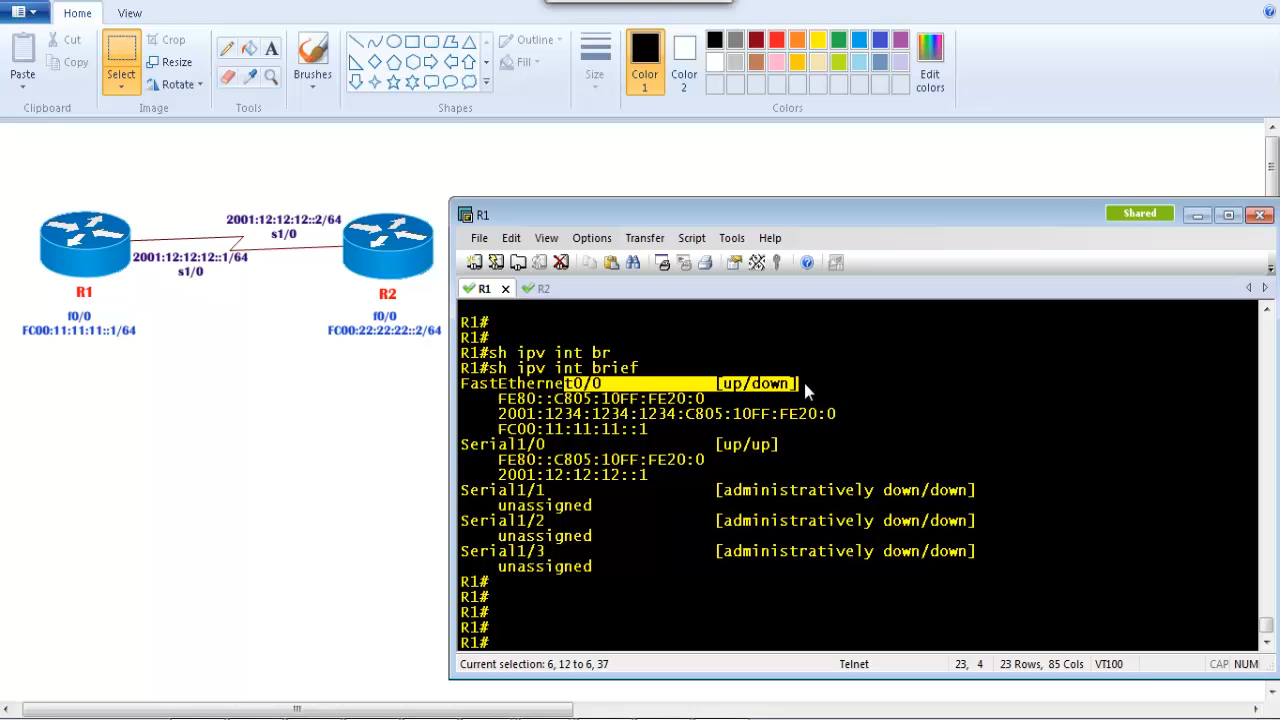 Home
View
Paste
Cut
Copy
Clipboard
Select
Crop
Resize
Rotate
Image
Tools
Brushes
Outline
Fill
Shapes
Size
Color
1
Color
2
Colors
Edit
colors
2001:12:12:12::2/64
s1/0
2001:12:12:12::1/64
s1/0
R1
f0/0
FC00:11:11:11::1/64
R2
f0/0
FC00:22:22:22::2/64
R1
Shared
File Edit View Options Transfer Script Tools Help
R1
R2
R1#
R1#
R1#sh ipv int br
R1#sh ipv int brief
FastEthernet0/0 [up/down]
FE80::C805:10FF:FE20:0
2001:1234:1234:1234:C805:10FF:FE20:0
FC00:11:11:11::1
Serial1/0 [up/up]
FE80::C805:10FF:FE20:0
2001:12:12:12::1
Serial1/1 [administratively down/down]
unassigned
Serial1/2 [administratively down/down]
unassigned
Serial1/3 [administratively down/down]
unassigned
R1#
R1#
R1#
R1#
R1#
Current selection: 6, 12 to 6, 37 Telnet 23, 4 23 Rows, 85 Cols VT100 CAP NUM